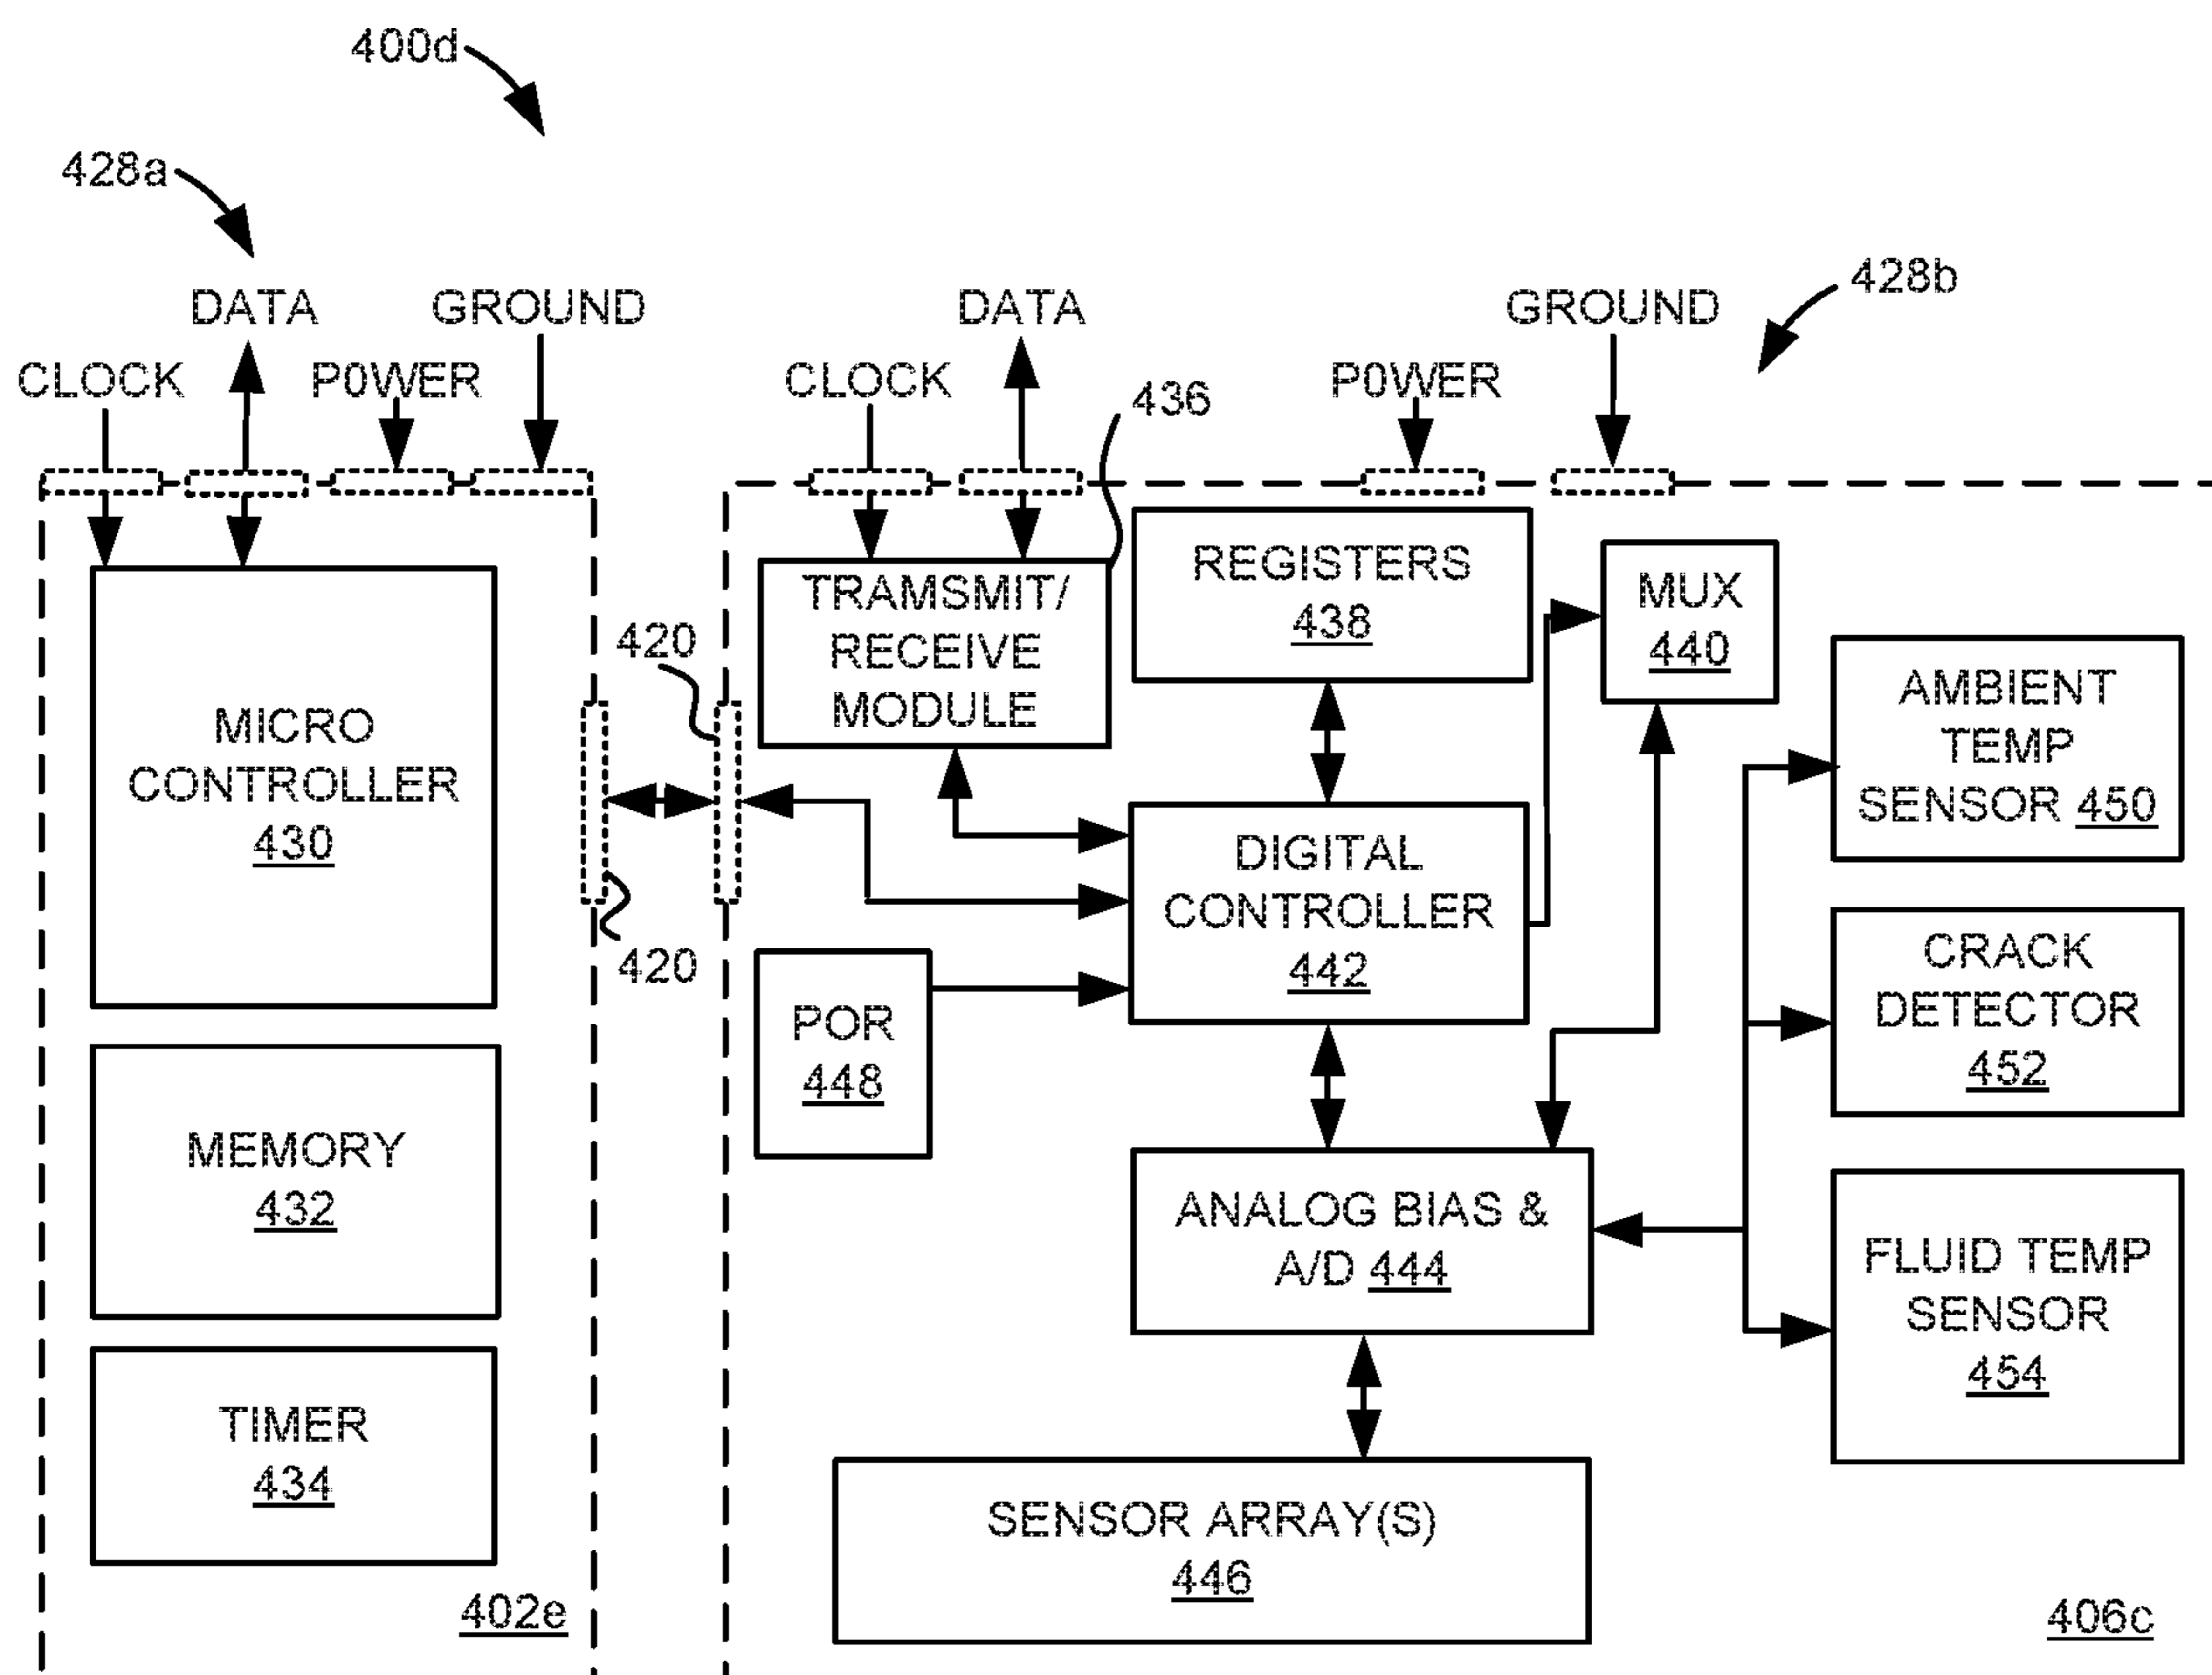 400d
428a
428b
DATA
GROUND
DATA
GROUND
CLOCK
P0WER
CLOCK
P0WER
436
MICRO
CONTROLLER
430
MEMORY
432
TIMER
434
402e
420
420
TRAMSMIT/
RECEIVE
MODULE
REGISTERS
438
MUX
440
DIGITAL
CONTROLLER
442
POR
448
ANALOG BIAS &
A/D 444
SENSOR ARRAY(S)
446
AMBIENT
TEMP
SENSOR 450
CRACK
DETECTOR
452
FLUID TEMP
SENSOR
454
406c